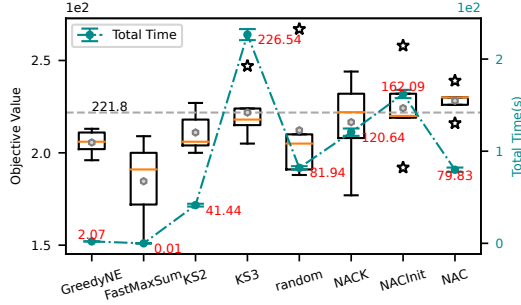 1e2
1e2
Total Time
2.5
2.0
1.5
Objective Value
221.8
2.07
0.01
41.44
226.54
81.94
120.64
162.09
79.83
2
1
0
Total Time(s)
GreedyNE
FastMaxSum
KS2
KS3
random
NACK
NACInit
NAC